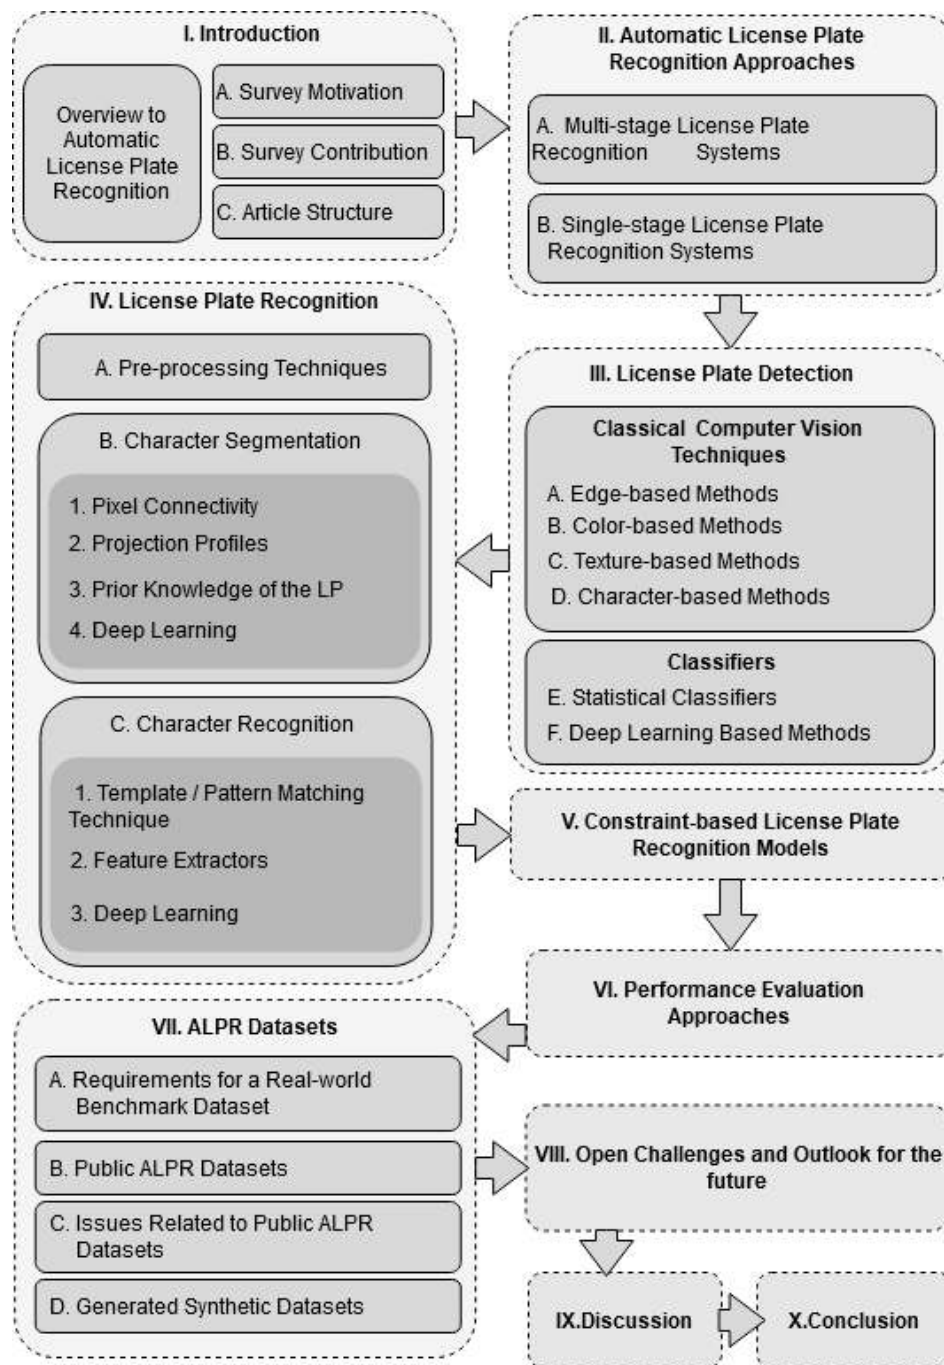 I. Introduction
Overview to
Automatic
License Plate
Recognition
A. Survey Motivation
B. Survey Contribution
C. Article Structure
II. Automatic License Plate
Recognition Approaches
A. Multi-stage License Plate
Recognition Systems
B. Single-stage License Plate
Recognition Systems
III. License Plate Detection
Classical Computer Vision
Techniques
A. Edge-based Methods
B. Color-based Methods
C. Texture-based Methods
D. Character-based Methods
Classifiers
E. Statistical Classifiers
F. Deep Learning Based Methods
IV. License Plate Recognition
A. Pre-processing Techniques
B. Character Segmentation
1. Pixel Connectivity
2. Projection Profiles
3. Prior Knowledge of the LP
4. Deep Learning
C. Character Recognition
1. Template / Pattern Matching
Technique
2. Feature Extractors
3. Deep Learning
V. Constraint-based License Plate
Recognition Models
VI. Performance Evaluation
Approaches
VII. ALPR Datasets
A. Requirements for a Real-world
Benchmark Dataset
B. Public ALPR Datasets
C. Issues Related to Public ALPR
Datasets
D. Generated Synthetic Datasets
VIII. Open Challenges and Outlook for the
future
IX.Discussion
X.Conclusion